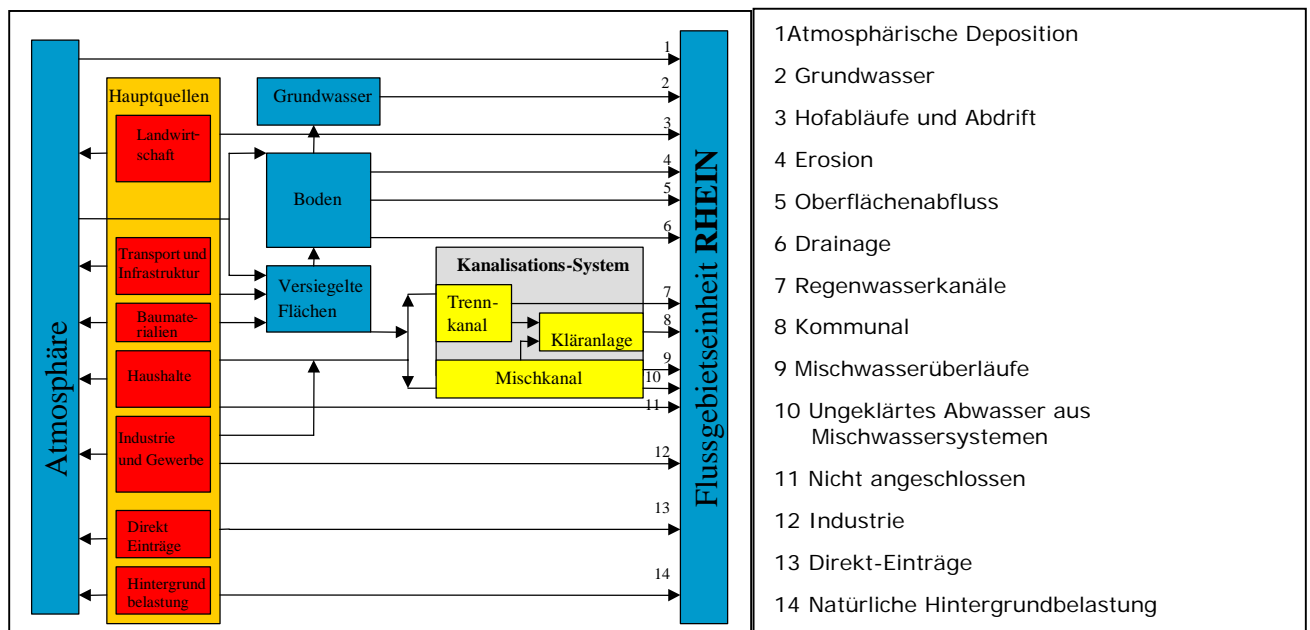 Atmosphäre
Hauptquellen
Landwirt-
schaft
Transport und
Infrastruktur
Baumate-
rialien
Haushalte
Industrie
und Gewerbe
Direkt
Einträge
Hintergrund
belastung
Grundwasser
Boden
Versiegelte
Flächen
Kanalisations-System
Trenn-
kanal
Kläranlage
Mischkanal
1
2
3
4
5
6
7
8
9
10
11
12
13
14
Flussgebietseinheit RHEIN
1Atmosphärische Deposition
2 Grundwasser
3 Hofabläufe und Abdrift
4 Erosion
5 Oberflächenabfluss
6 Drainage
7 Regenwasserkanäle
8 Kommunal
9 Mischwasserüberläufe
10 Ungeklärtes Abwasser aus
Mischwassersystemen
11 Nicht angeschlossen
12 Industrie
13 Direkt-Einträge
14 Natürliche Hintergrundbelastung